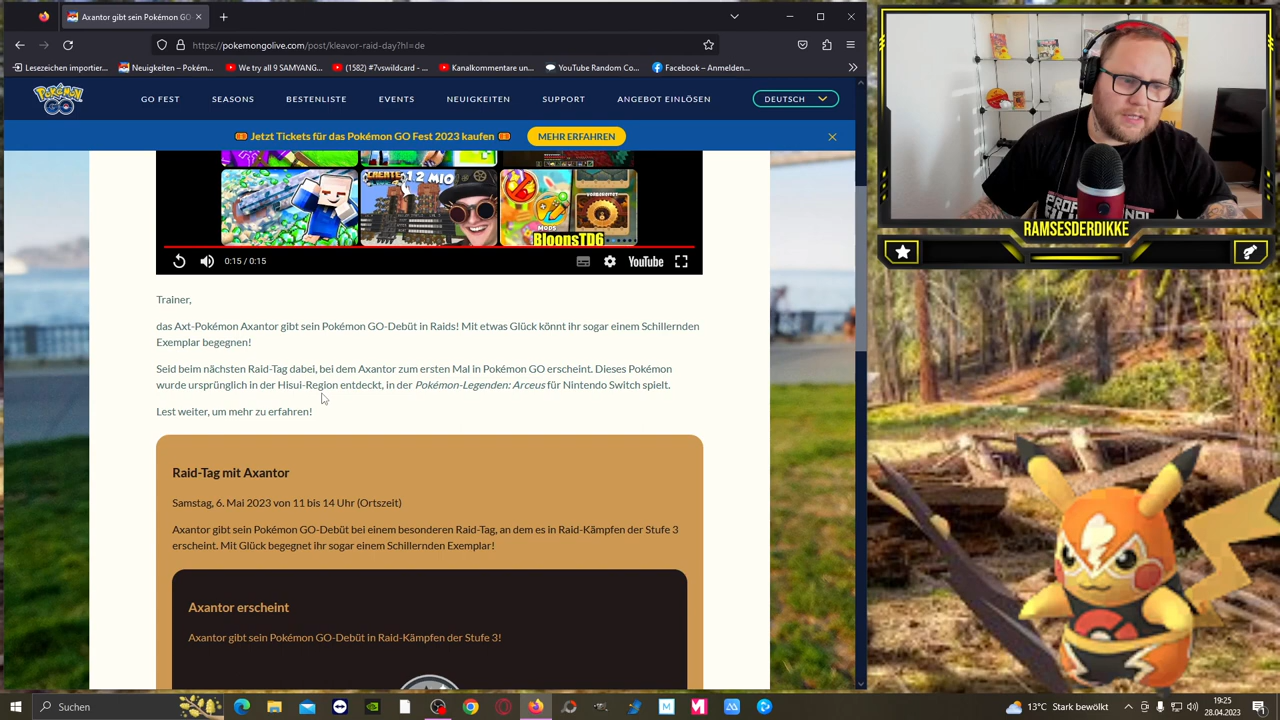 Axantor gibt sein Pokémon GO
https://pokemongolive.com/post/kleavor-raid-day?hl=de
Lesezeichen importier...
Neuigkeiten – Pokém...
We try all 9 SAMYANG...
(1582) #7vswildcard - ...
Kanalkommentare un...
YouTube Random Co...
Facebook – Anmelden...
POKÉMON GO
GO FEST
SEASONS
BESTENLISTE
EVENTS
NEUIGKEITEN
SUPPORT
ANGEBOT EINLÖSEN
DEUTSCH
Jetzt Tickets für das Pokémon GO Fest 2023 kaufen
MEHR ERFAHREN
CREATE
1.2 MIO
MODS
BloonsTD6
0:15 / 0:15
YouTube
Trainer,
das Axt-Pokémon Axantor gibt sein Pokémon GO-Debüt in Raids! Mit etwas Glück könnt ihr sogar einem Schillernden
Exemplar begegnen!
Seid beim nächsten Raid-Tag dabei, bei dem Axantor zum ersten Mal in Pokémon GO erscheint. Dieses Pokémon
wurde ursprünglich in der Hisui-Region entdeckt, in der Pokémon-Legenden: Arceus für Nintendo Switch spielt.
Lest weiter, um mehr zu erfahren!
Raid-Tag mit Axantor
Samstag, 6. Mai 2023 von 11 bis 14 Uhr (Ortszeit)
Axantor gibt sein Pokémon GO-Debüt bei einem besonderen Raid-Tag, an dem es in Raid-Kämpfen der Stufe 3
erscheint. Mit Glück begegnet ihr sogar einem Schillernden Exemplar!
Axantor erscheint
Axantor gibt sein Pokémon GO-Debüt in Raid-Kämpfen der Stufe 3!
RAMSESDERDIKKE
Suchen
13°C Stark bewölkt
19:25
28.04.2023